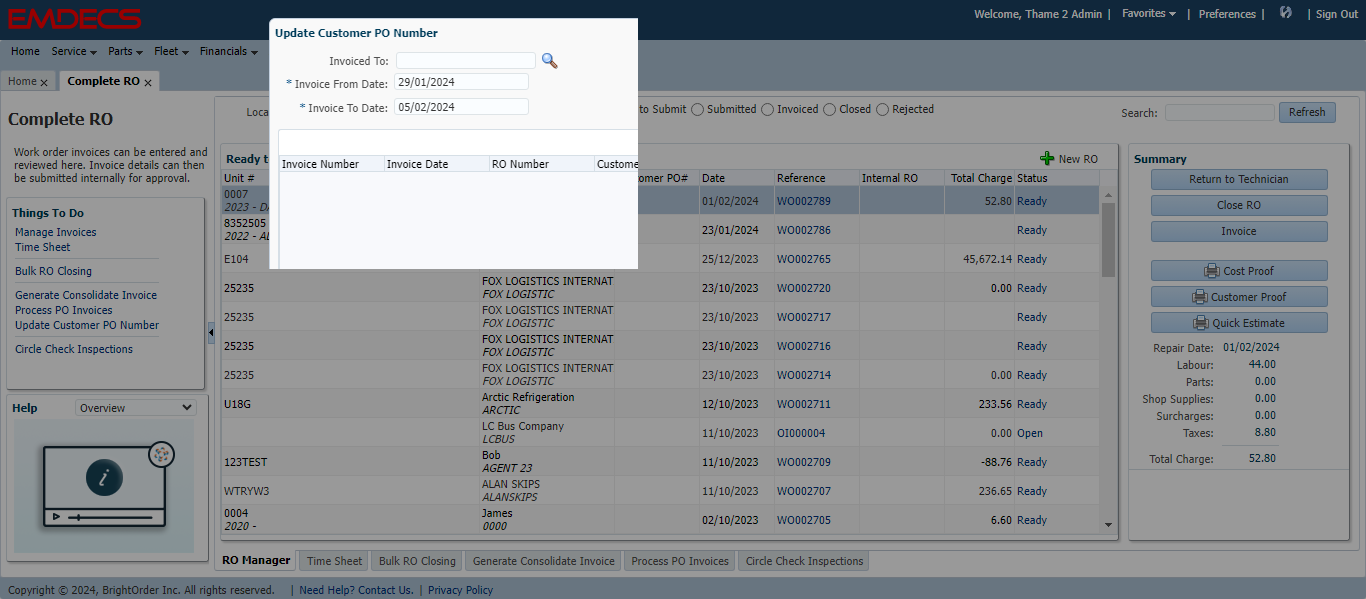 EMDECS
Welcome, Thame 2 Admin | Favorites | Preferences | | Sign Out
Home Service Parts Fleet Financials
Home x Complete RO x
Update Customer PO Number
Invoiced To:
* Invoice From Date: 29/01/2024
* Invoice To Date: 05/02/2024
Invoice Number Invoice Date RO Number Custome
Complete RO
Work order invoices can be entered and
reviewed here. Invoice details can then
be submitted internally for approval.
Things To Do
Manage Invoices
Time Sheet
Bulk RO Closing
Generate Consolidate Invoice
Process PO Invoices
Update Customer PO Number
Circle Check Inspections
Help Overview
i
Loca to Submit Submitted Invoiced Closed Rejected
Search: Refresh
Ready t New RO
Unit # omer PO# Date Reference Internal RO Total Charge Status
0007 01/02/2024 WO002789 52.80 Ready
2023 - D
8352505 23/01/2024 WO002786 Ready
2022 - AL
E104 25/12/2023 WO002765 45,672.14 Ready
25235 FOX LOGISTICS INTERNAT 23/10/2023 WO002720 0.00 Ready
FOX LOGISTIC
25235 FOX LOGISTICS INTERNAT 23/10/2023 WO002717 Ready
FOX LOGISTIC
25235 FOX LOGISTICS INTERNAT 23/10/2023 WO002716 Ready
FOX LOGISTIC
25235 FOX LOGISTICS INTERNAT 23/10/2023 WO002714 0.00 Ready
FOX LOGISTIC
U18G Arctic Refrigeration 12/10/2023 WO002711 233.56 Ready
ARCTIC
LC Bus Company 11/10/2023 OI000004 0.00 Open
LCBUS
123TEST Bob 11/10/2023 WO002709 -88.76 Ready
AGENT 23
WTRYW3 ALAN SKIPS 11/10/2023 WO002707 236.65 Ready
ALANSKIPS
0004 James 02/10/2023 WO002705 6.60 Ready
2020 - 0000
Summary
Return to Technician
Close RO
Invoice
Cost Proof
Customer Proof
Quick Estimate
Repair Date: 01/02/2024
Labour: 44.00
Parts: 0.00
Shop Supplies: 0.00
Surcharges: 0.00
Taxes: 8.80
Total Charge: 52.80
RO Manager Time Sheet Bulk RO Closing Generate Consolidate Invoice Process PO Invoices Circle Check Inspections
Copyright © 2024, BrightOrder Inc. All rights reserved. | Need Help? Contact Us. | Privacy Policy